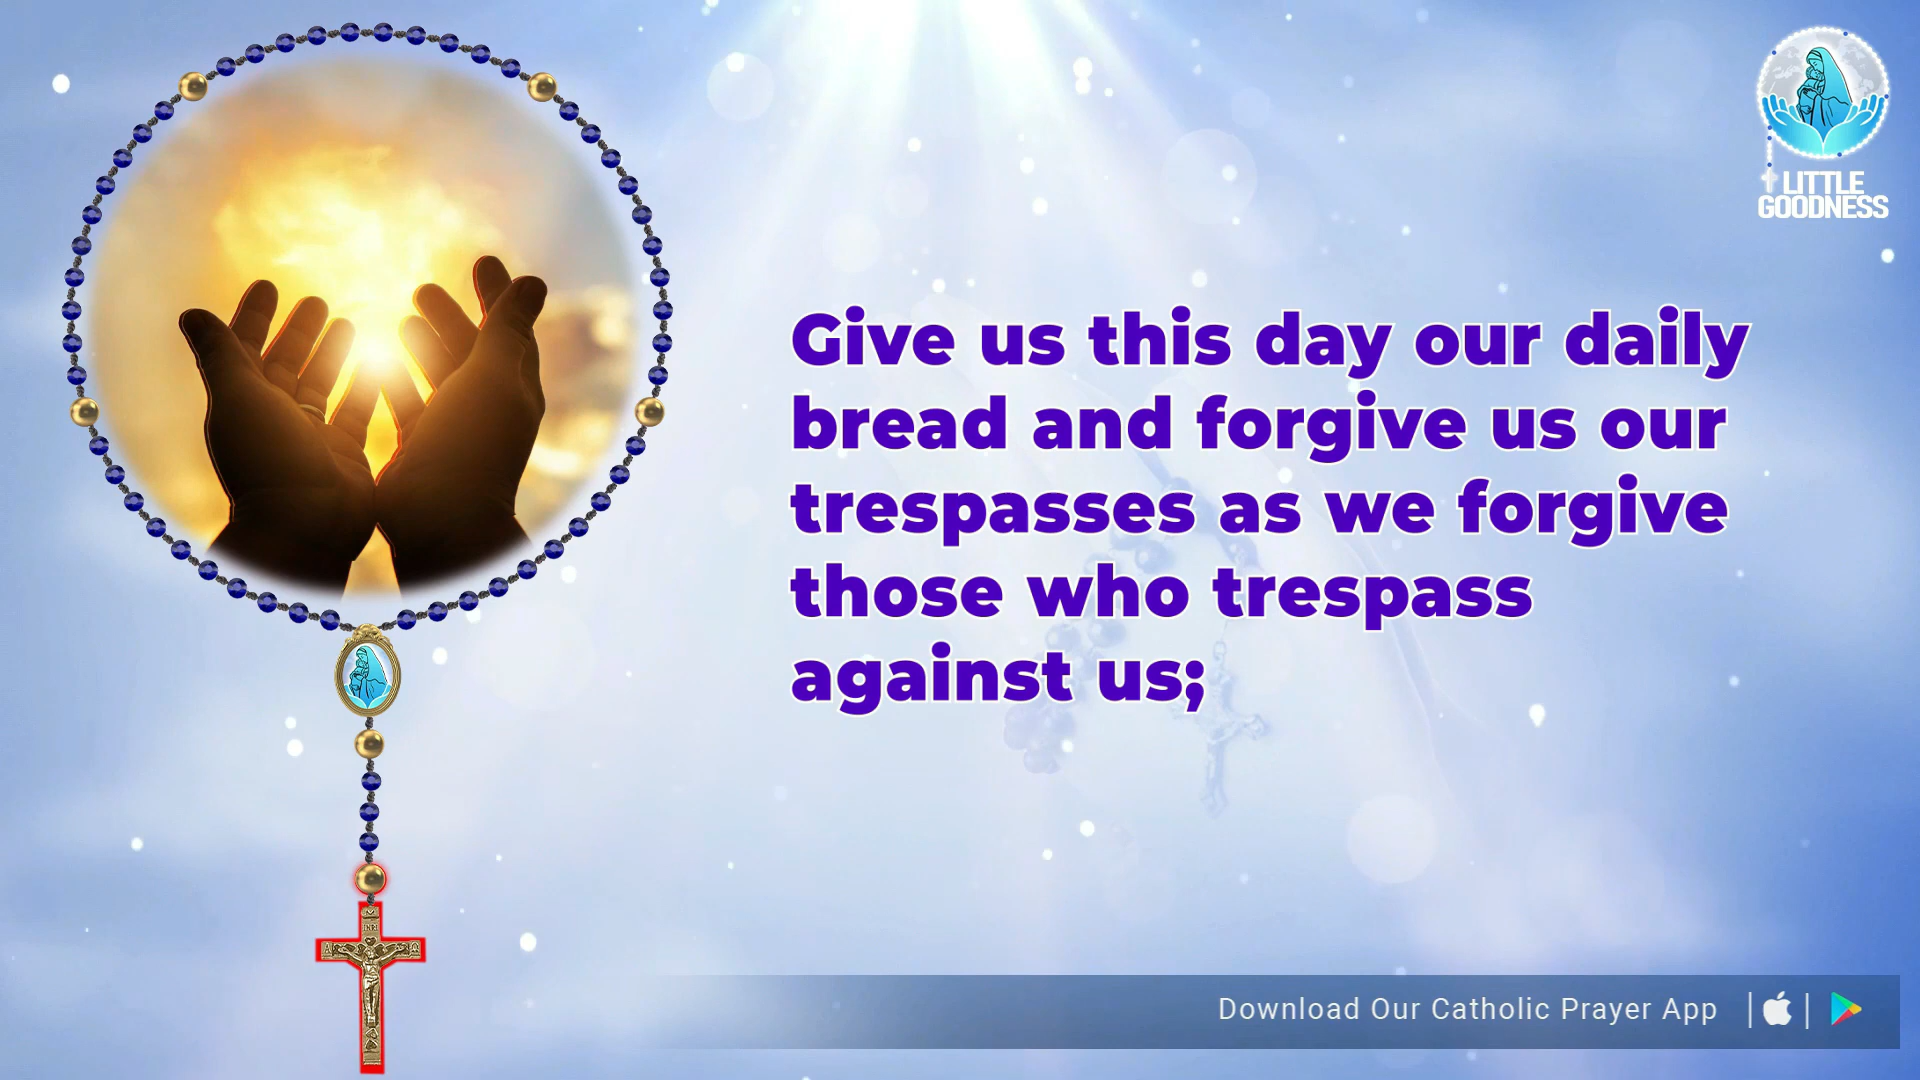 LITTLE
GOODNESS
Give us this day our daily
bread and forgive us our
trespasses as we forgive
those who trespass
against us;
INRI
Download Our Catholic Prayer App